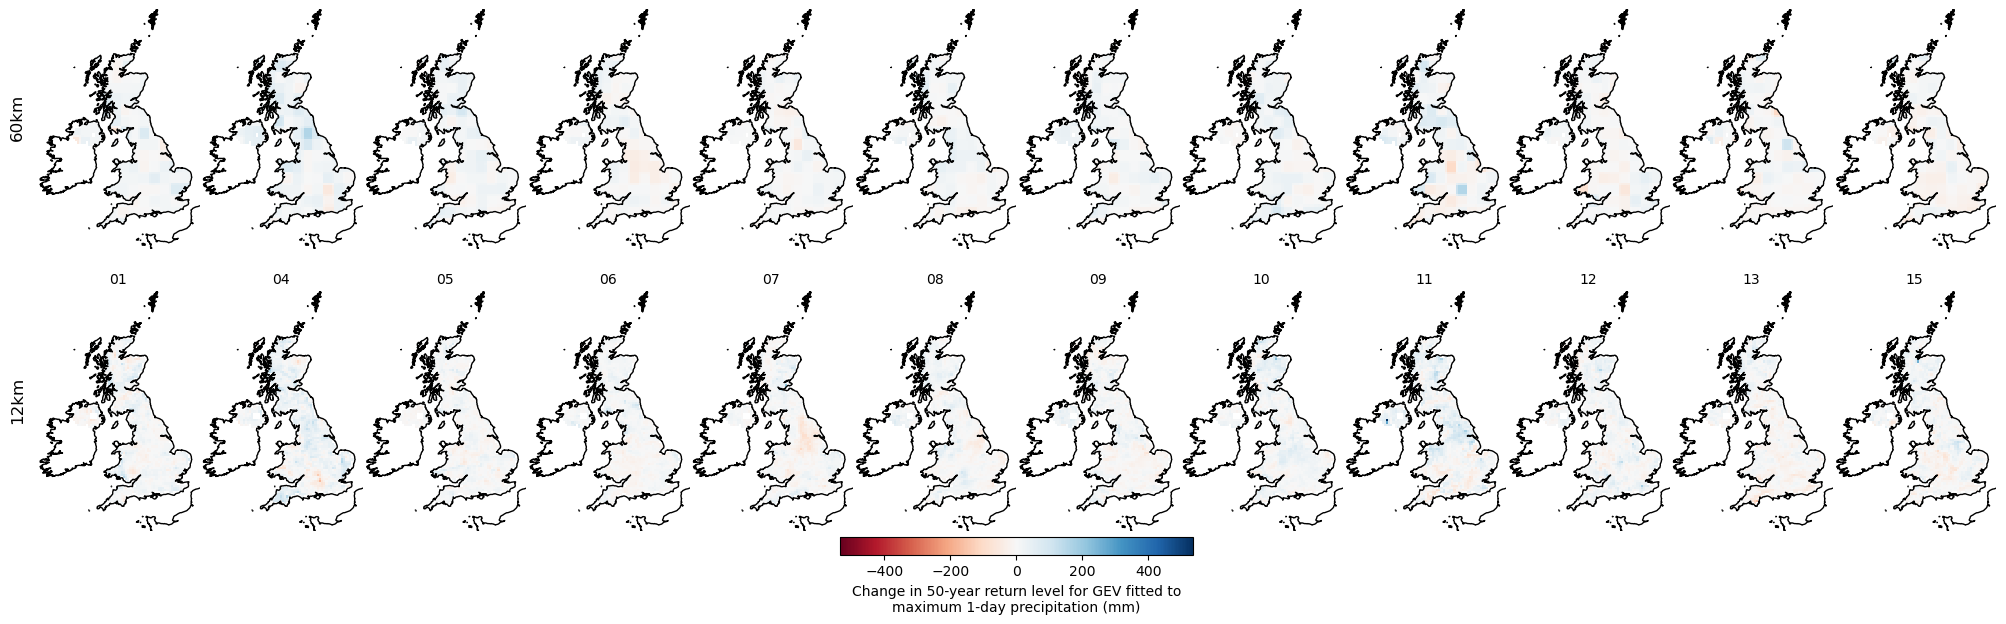 60km
01 04 05 06 07 08 09 10 11 12 13 15
12km
−400 −200 0 200 400
Change in 50-year return level for GEV fitted to
maximum 1-day precipitation (mm)